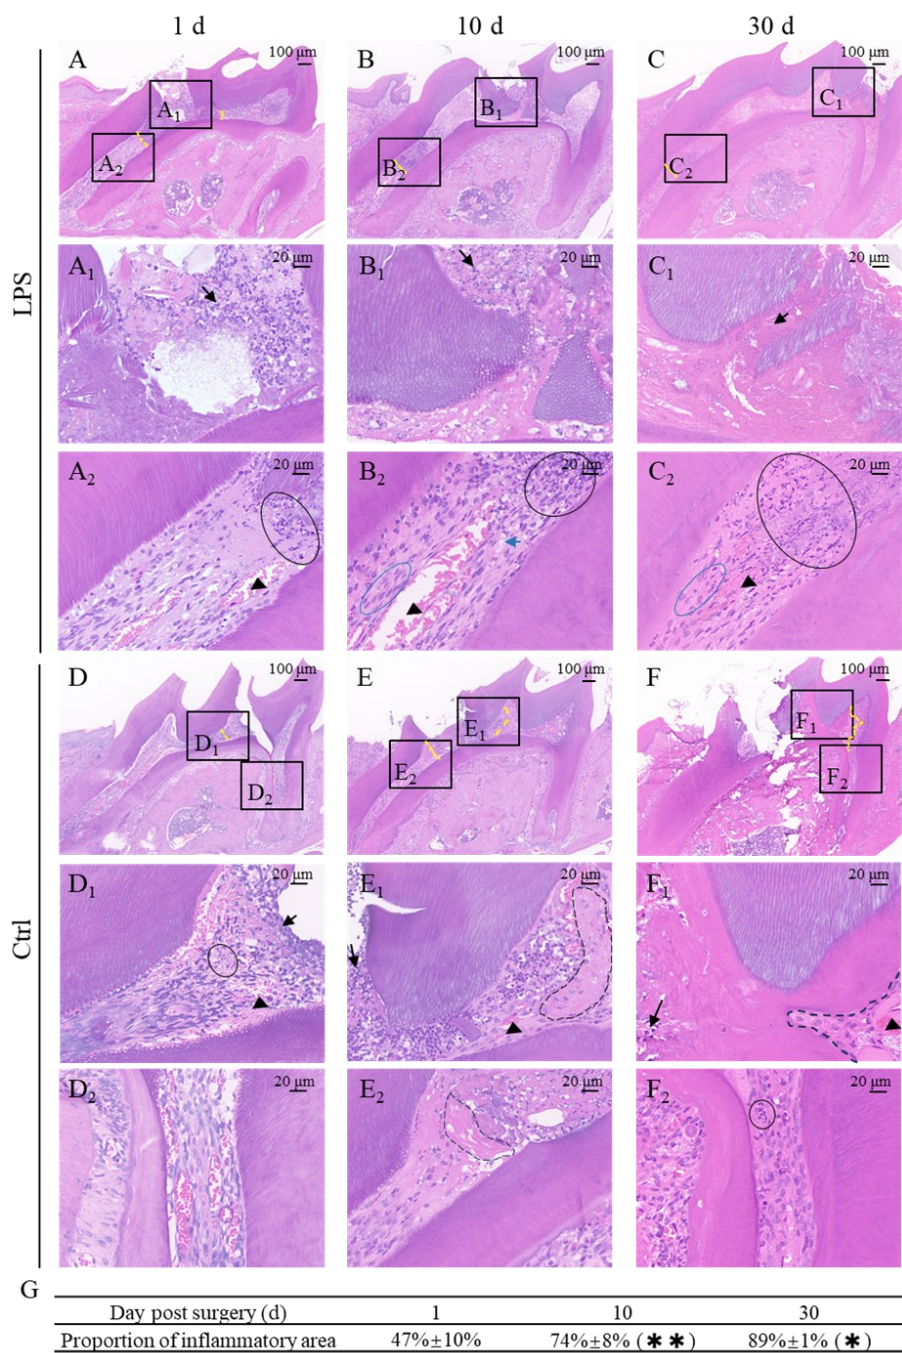 1 d 10 d 30 d
LPS
A 100 μm B 100 μm C 100 μm
A1 B1 C1
A2 B2 C2
A1 20 μm B1 20 μm C1 20 μm
A2 20 μm B2 20 μm C2 20 μm
Ctrl
D 100 μm E 100 μm F 100 μm
D1 E1 F1
D2 E2 F2
D1 20 μm E1 20 μm F1 20 μm
D2 20 μm E2 20 μm F2 20 μm
G
Day post surgery (d) 1 10 30
Proportion of inflammatory area 47%±10% 74%±8% (✱✱) 89%±1% (✱)